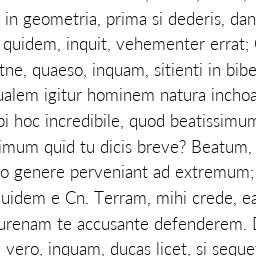 in geometria, prima si dederis, dan
quidem, inquit, vehementer errat;
tne, quaeso, inquam, sitienti in bibe
ualem igitur hominem natura inchoa
bi hoc incredibile, quod beatissimum
imum quid tu dicis breve? Beatum,
o genere perveniant ad extremum;
uidem e Cn. Terram, mihi crede, ea
urenam te accusante defenderem.
vero, inquam, ducas licet, si seque